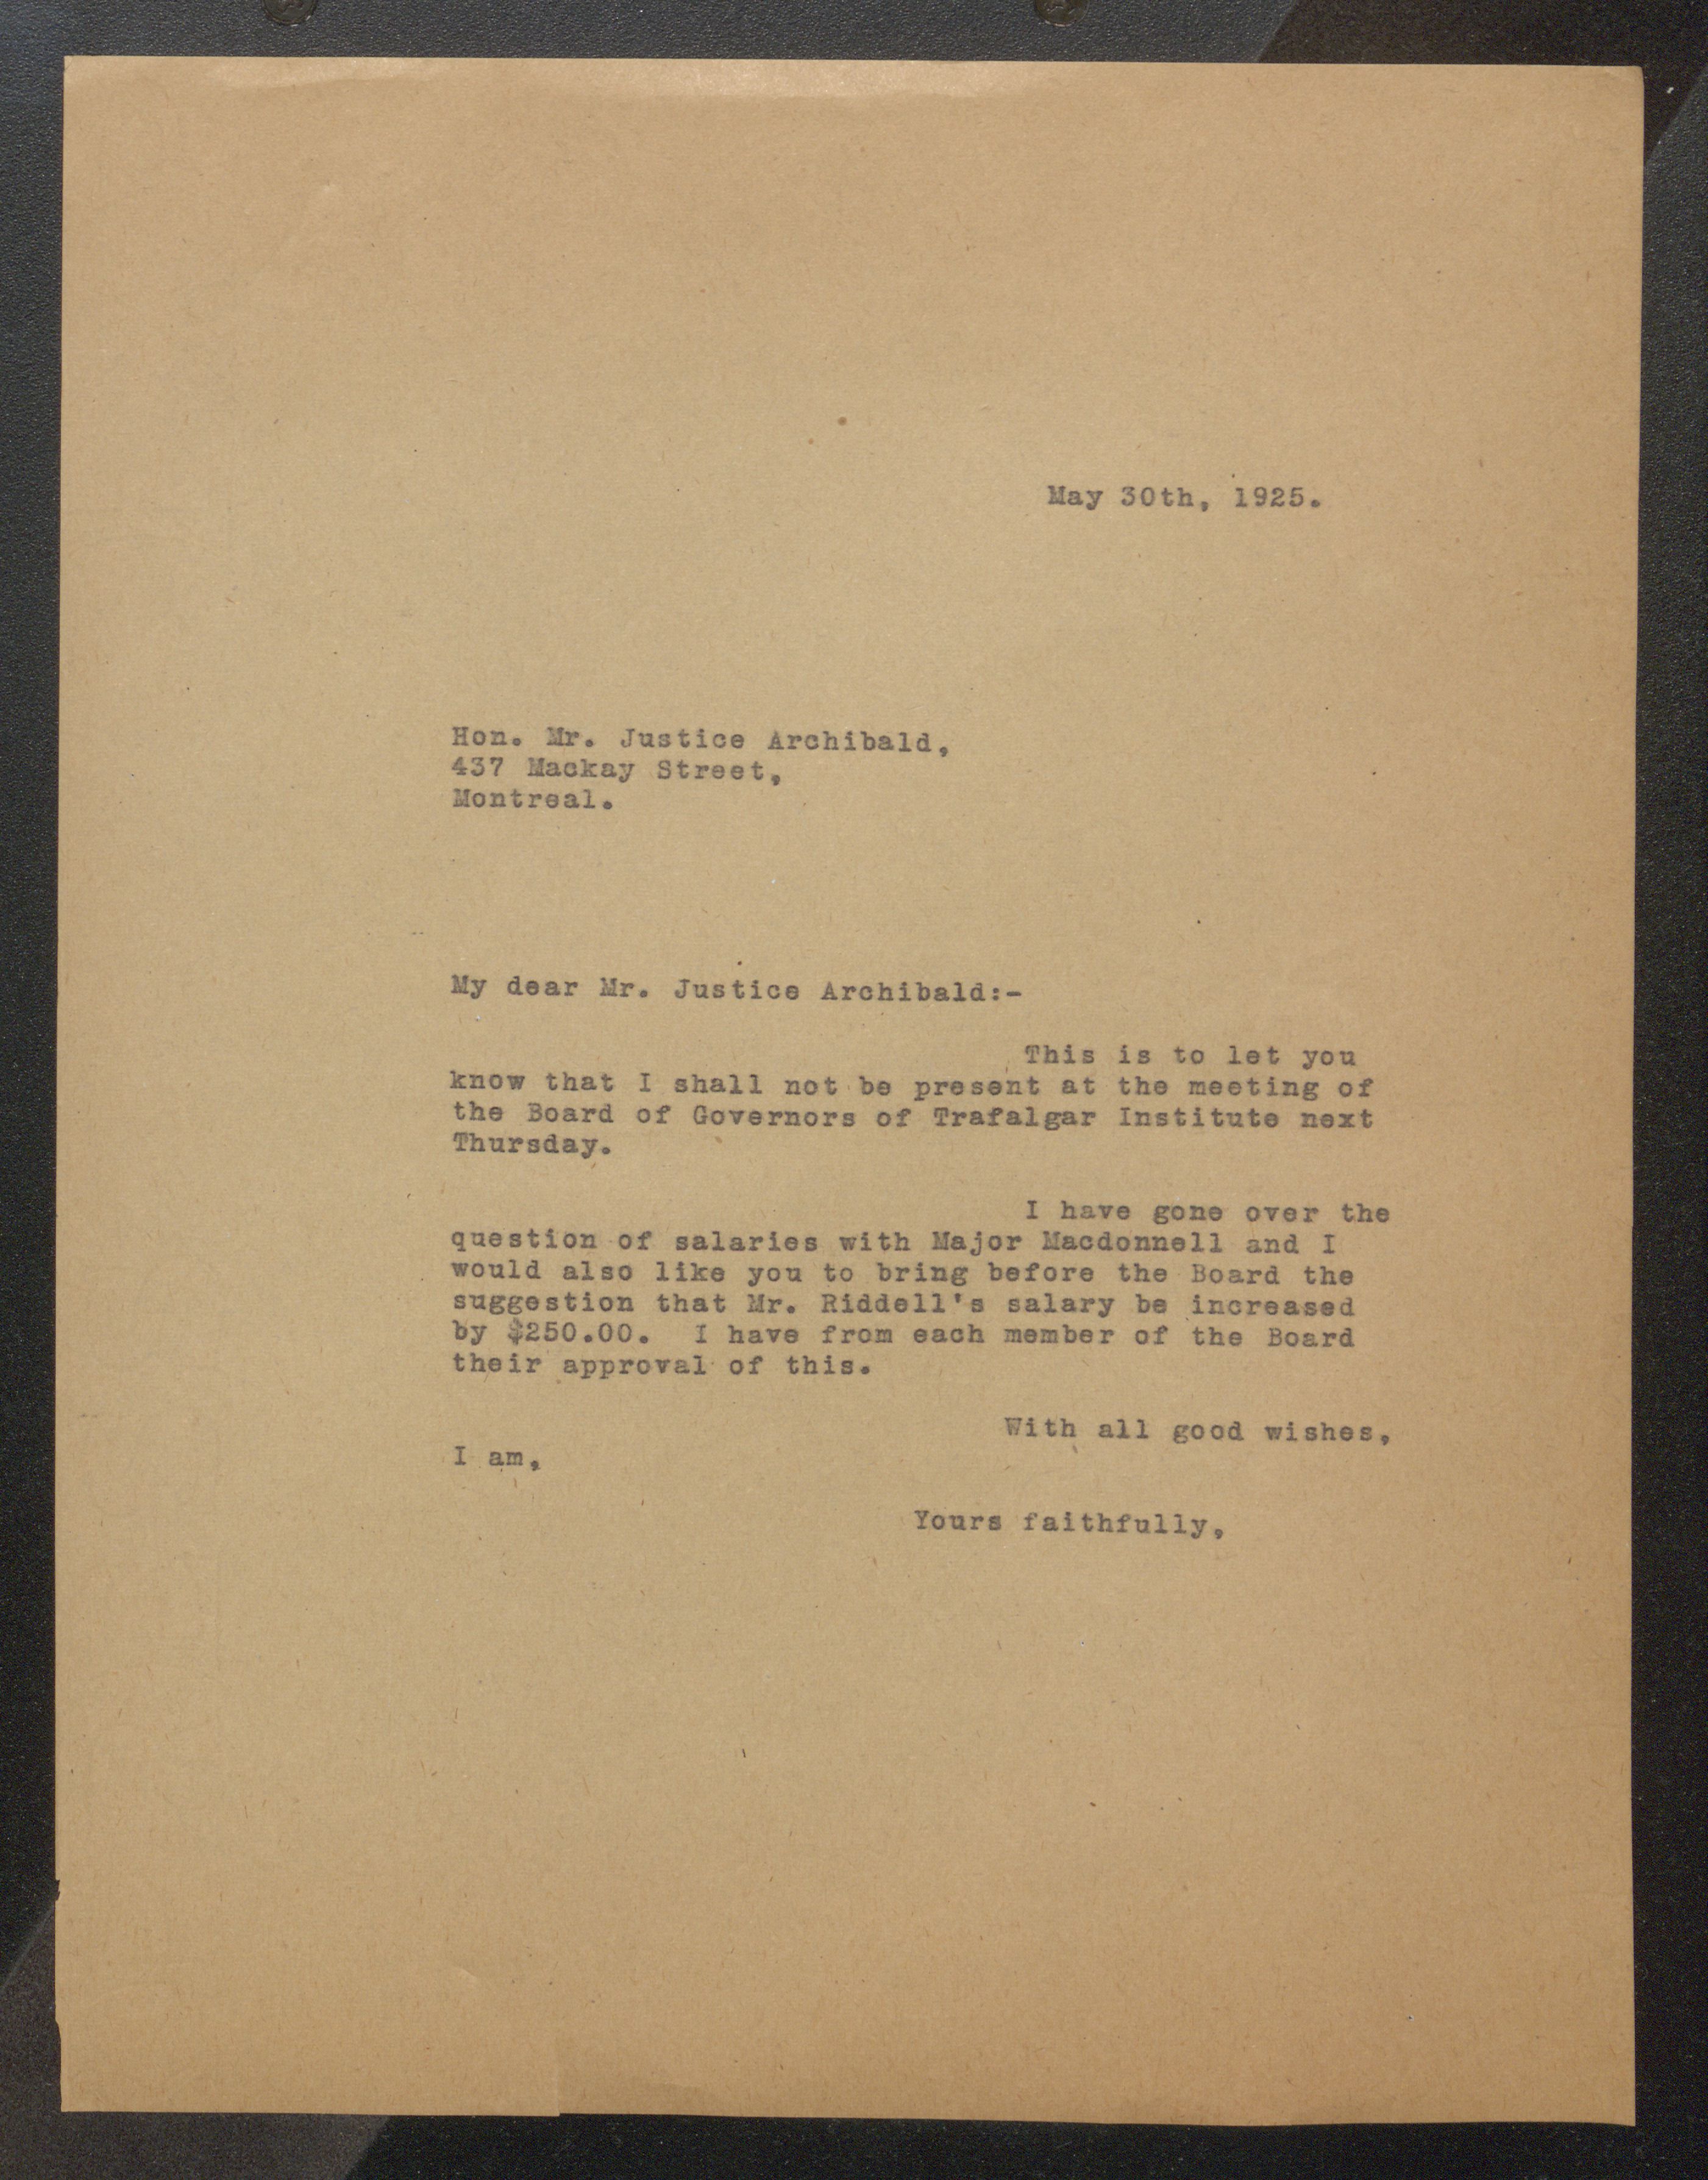 May 30th, 1925.
Hon. Mr. Justice Archibald,
437 Mackay Street,
Montreal.
My dear Mr. Justice Archibald:-
This is to let you
know that I shall not be present at the meeting of
the Board of Governors of Trafalgar Institute next
Thursday.
I have gone over the
question of salaries with Major Macdonnell and I
would also like you to bring before the Board the
suggestion that Mr. Riddell's salary be increased
by $250.00. I have from each member of the Board
their approval of this.
With all good wishes,
I am,
Yours faithfully,